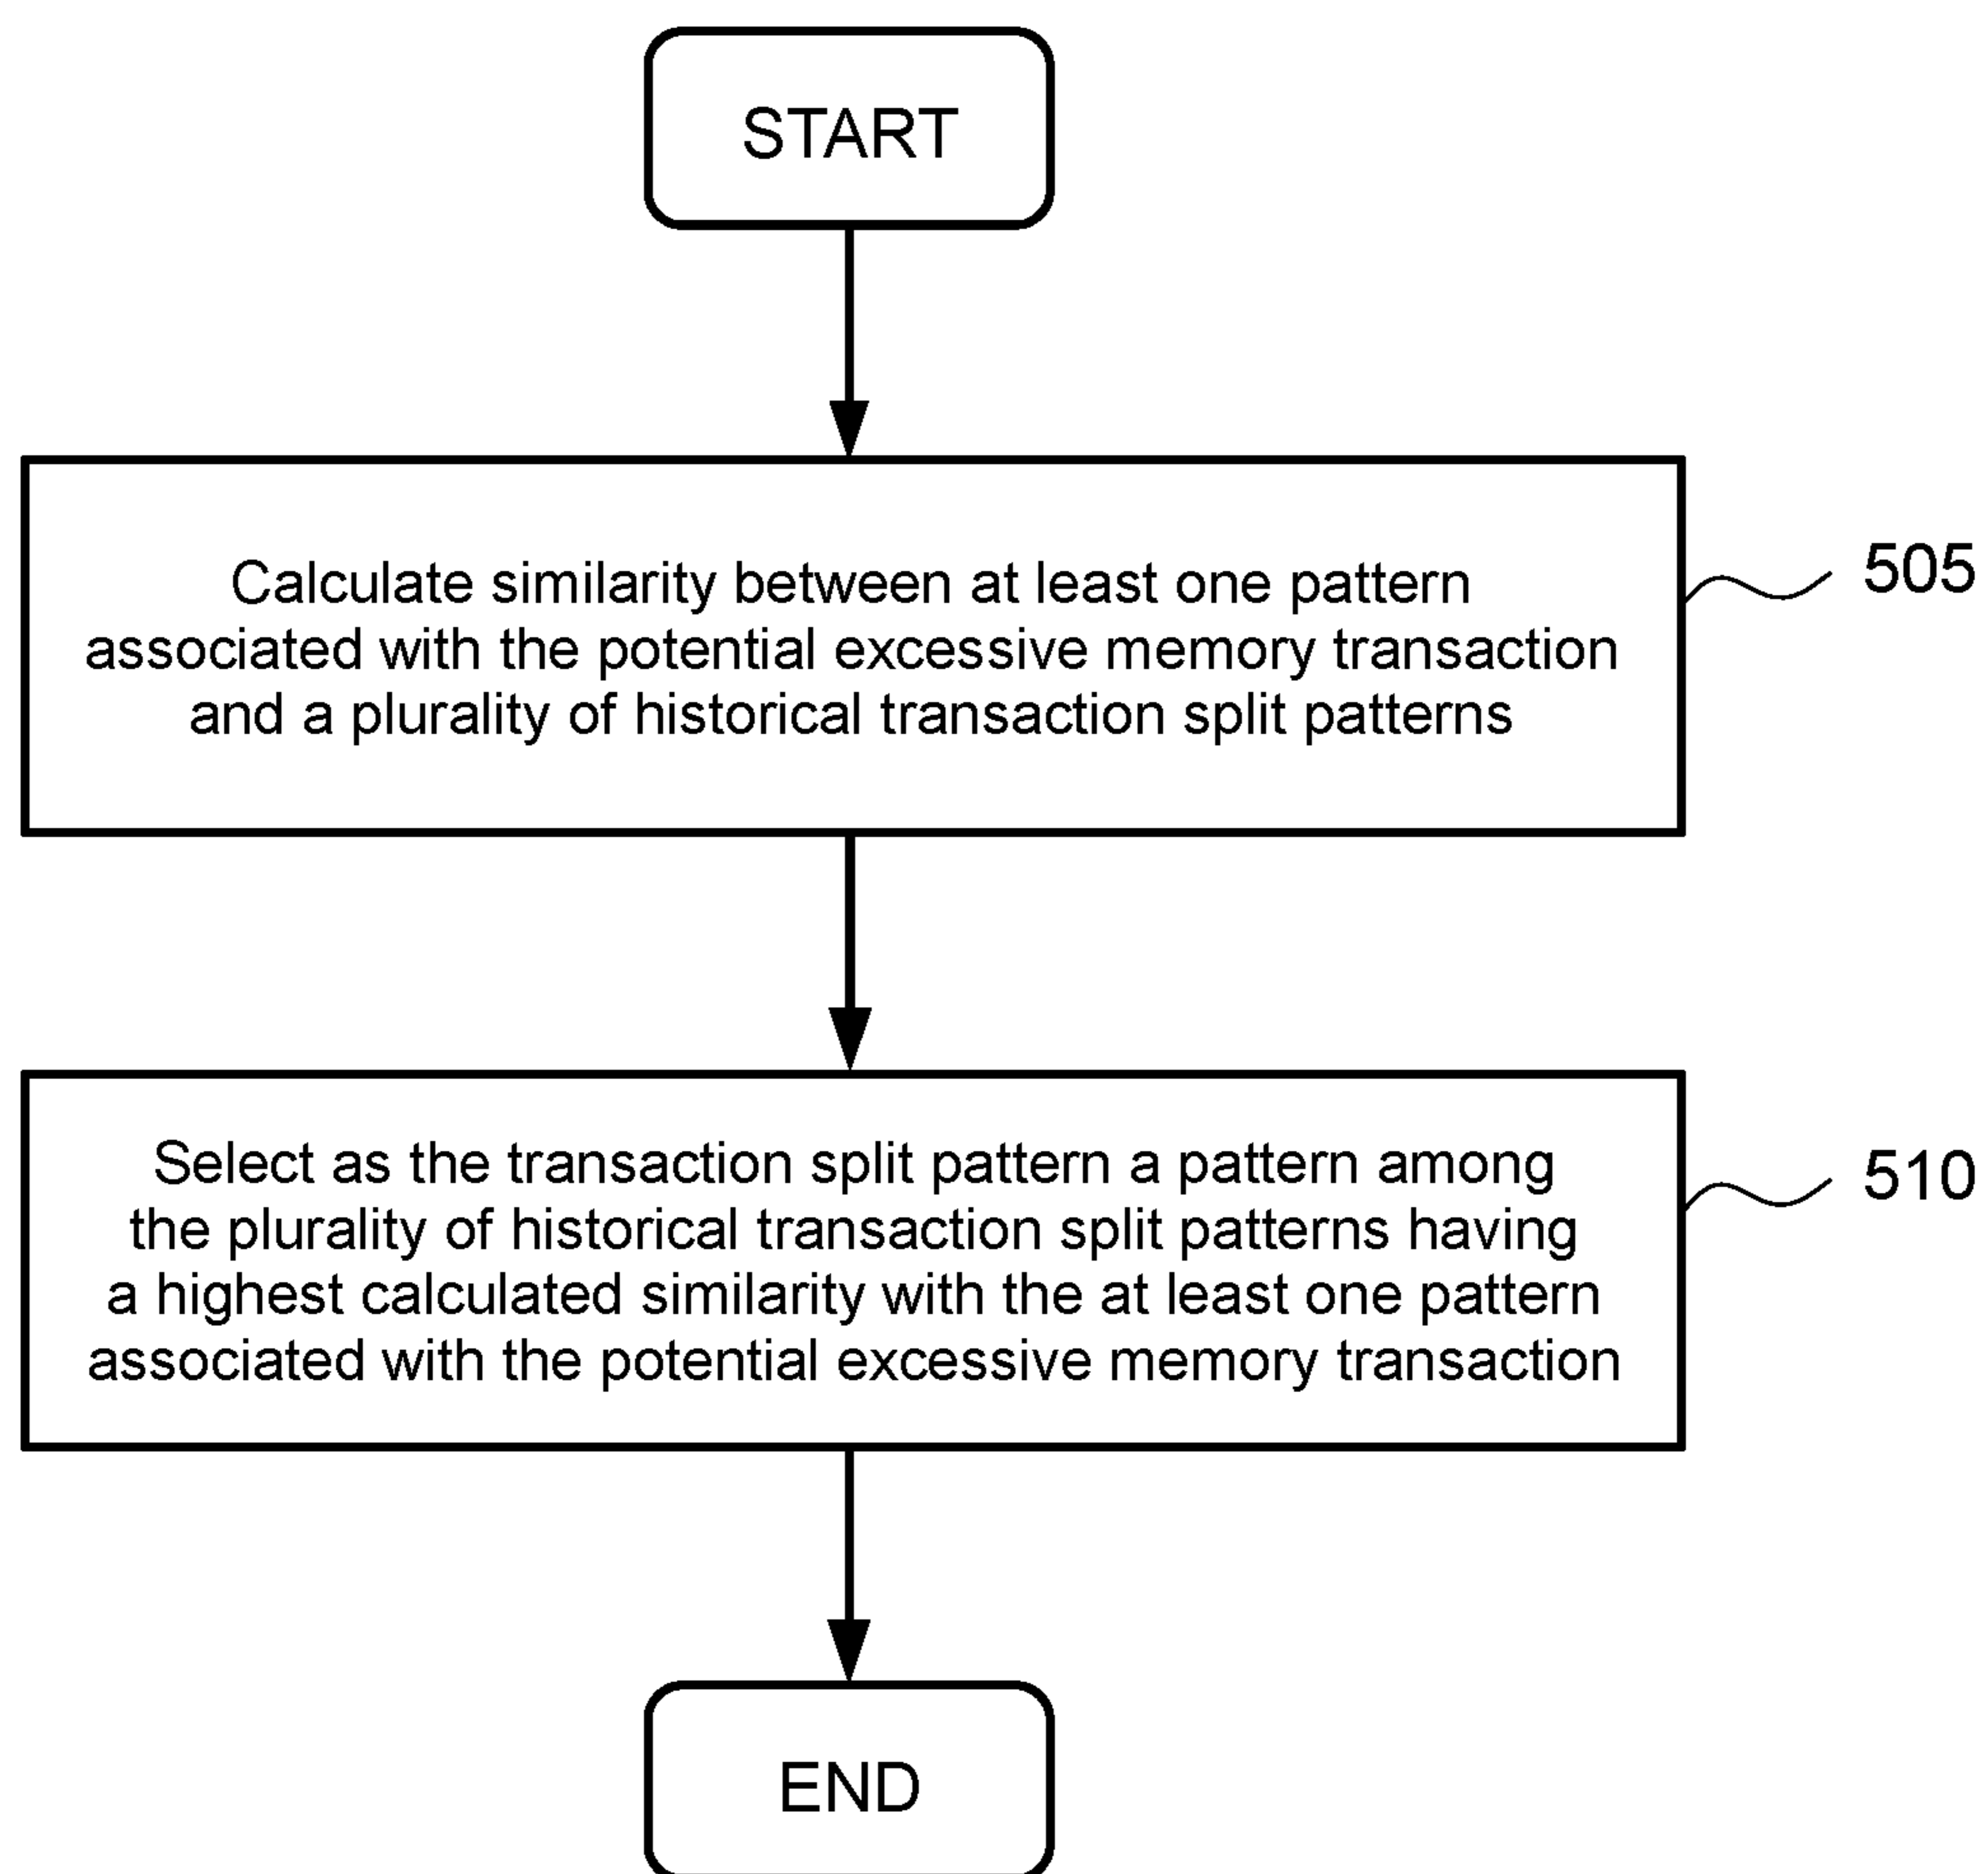 START
Calculate similarity between at least one pattern
associated with the potential excessive memory transaction
and a plurality of historical transaction split patterns
505
Select as the transaction split pattern a pattern among
the plurality of historical transaction split patterns having
a highest calculated similarity with the at least one pattern
associated with the potential excessive memory transaction
510
END